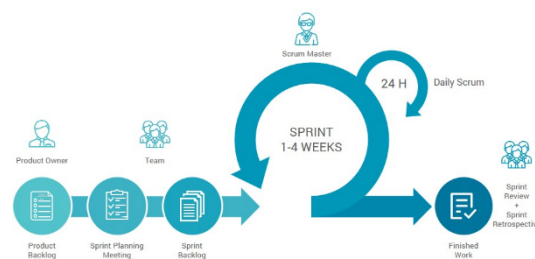 Scrum Master
24 H
Daily Scrum
SPRINT
1-4 WEEKS
Product Owner
Team
Sprint
Review
+
Sprint
Retrospective
Product
Backlog
Sprint Planning
Meeting
Sprint
Backlog
Finished
Work